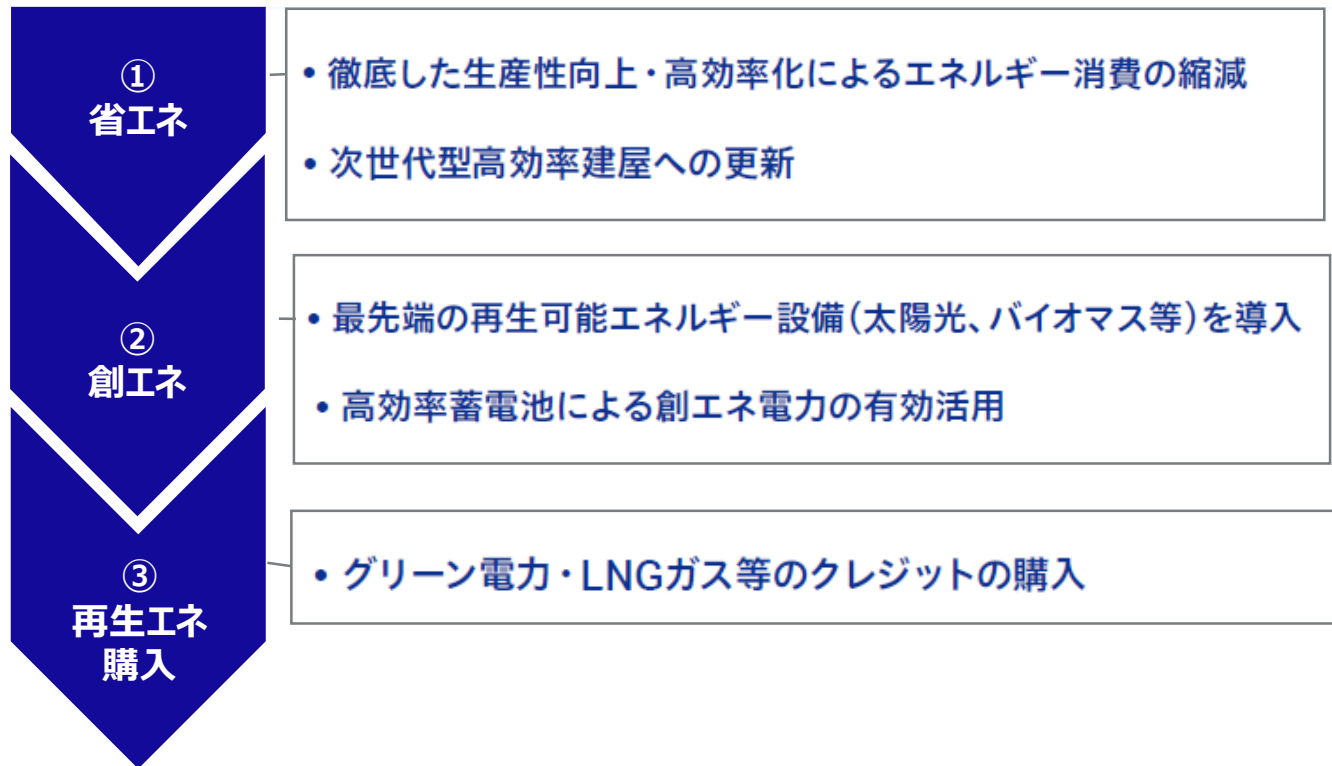 ①
省エネ
• 徹底した生産性向上・高効率化によるエネルギー消費の縮減
• 次世代型高効率建屋への更新
②
創エネ
• 最先端の再生可能エネルギー設備(太陽光、バイオマス等)を導入
• 高効率蓄電池による創エネ電力の有効活用
③
再生エネ
購入
• グリーン電力・LNGガス等のクレジットの購入